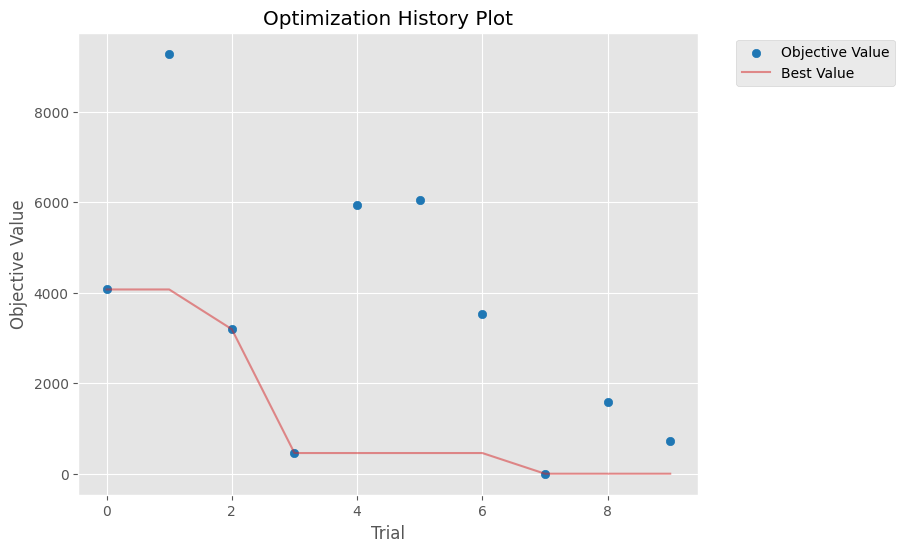 Optimization History Plot
Objective Value
Best Value
Objective Value
8000
6000
4000
2000
0
0 2 4 6 8
Trial